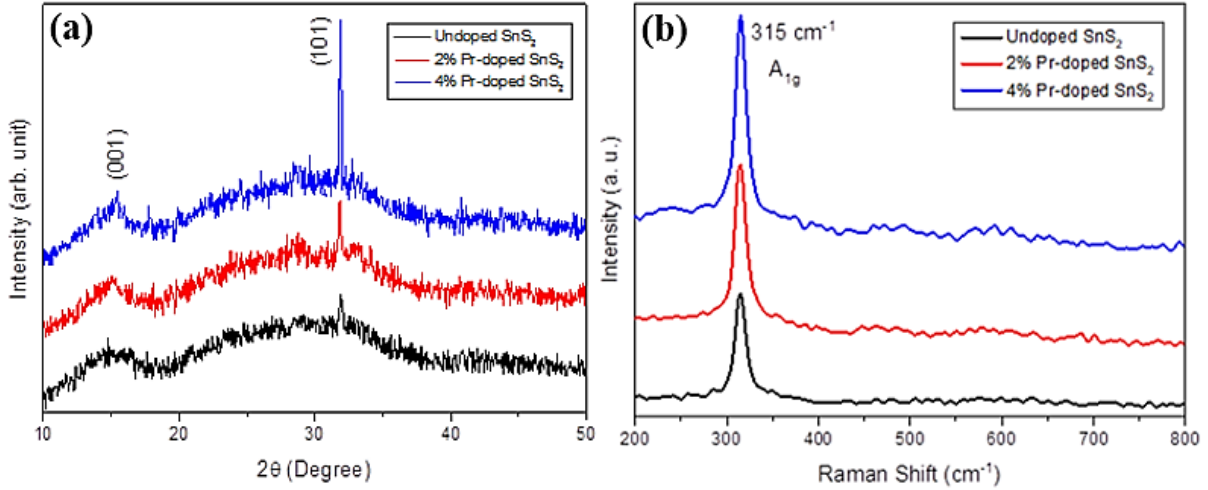 (a)
Undoped SnS₂
2% Pr-doped SnS₂
4% Pr-doped SnS₂
(101)
(001)
Intensity (arb. unit)
10
20
30
40
50
2θ (Degree)
(b)
315 cm⁻¹
A₁g
Undoped SnS₂
2% Pr-doped SnS₂
4% Pr-doped SnS₂
Intensity (a. u.)
200
300
400
500
600
700
800
Raman Shift (cm⁻¹)